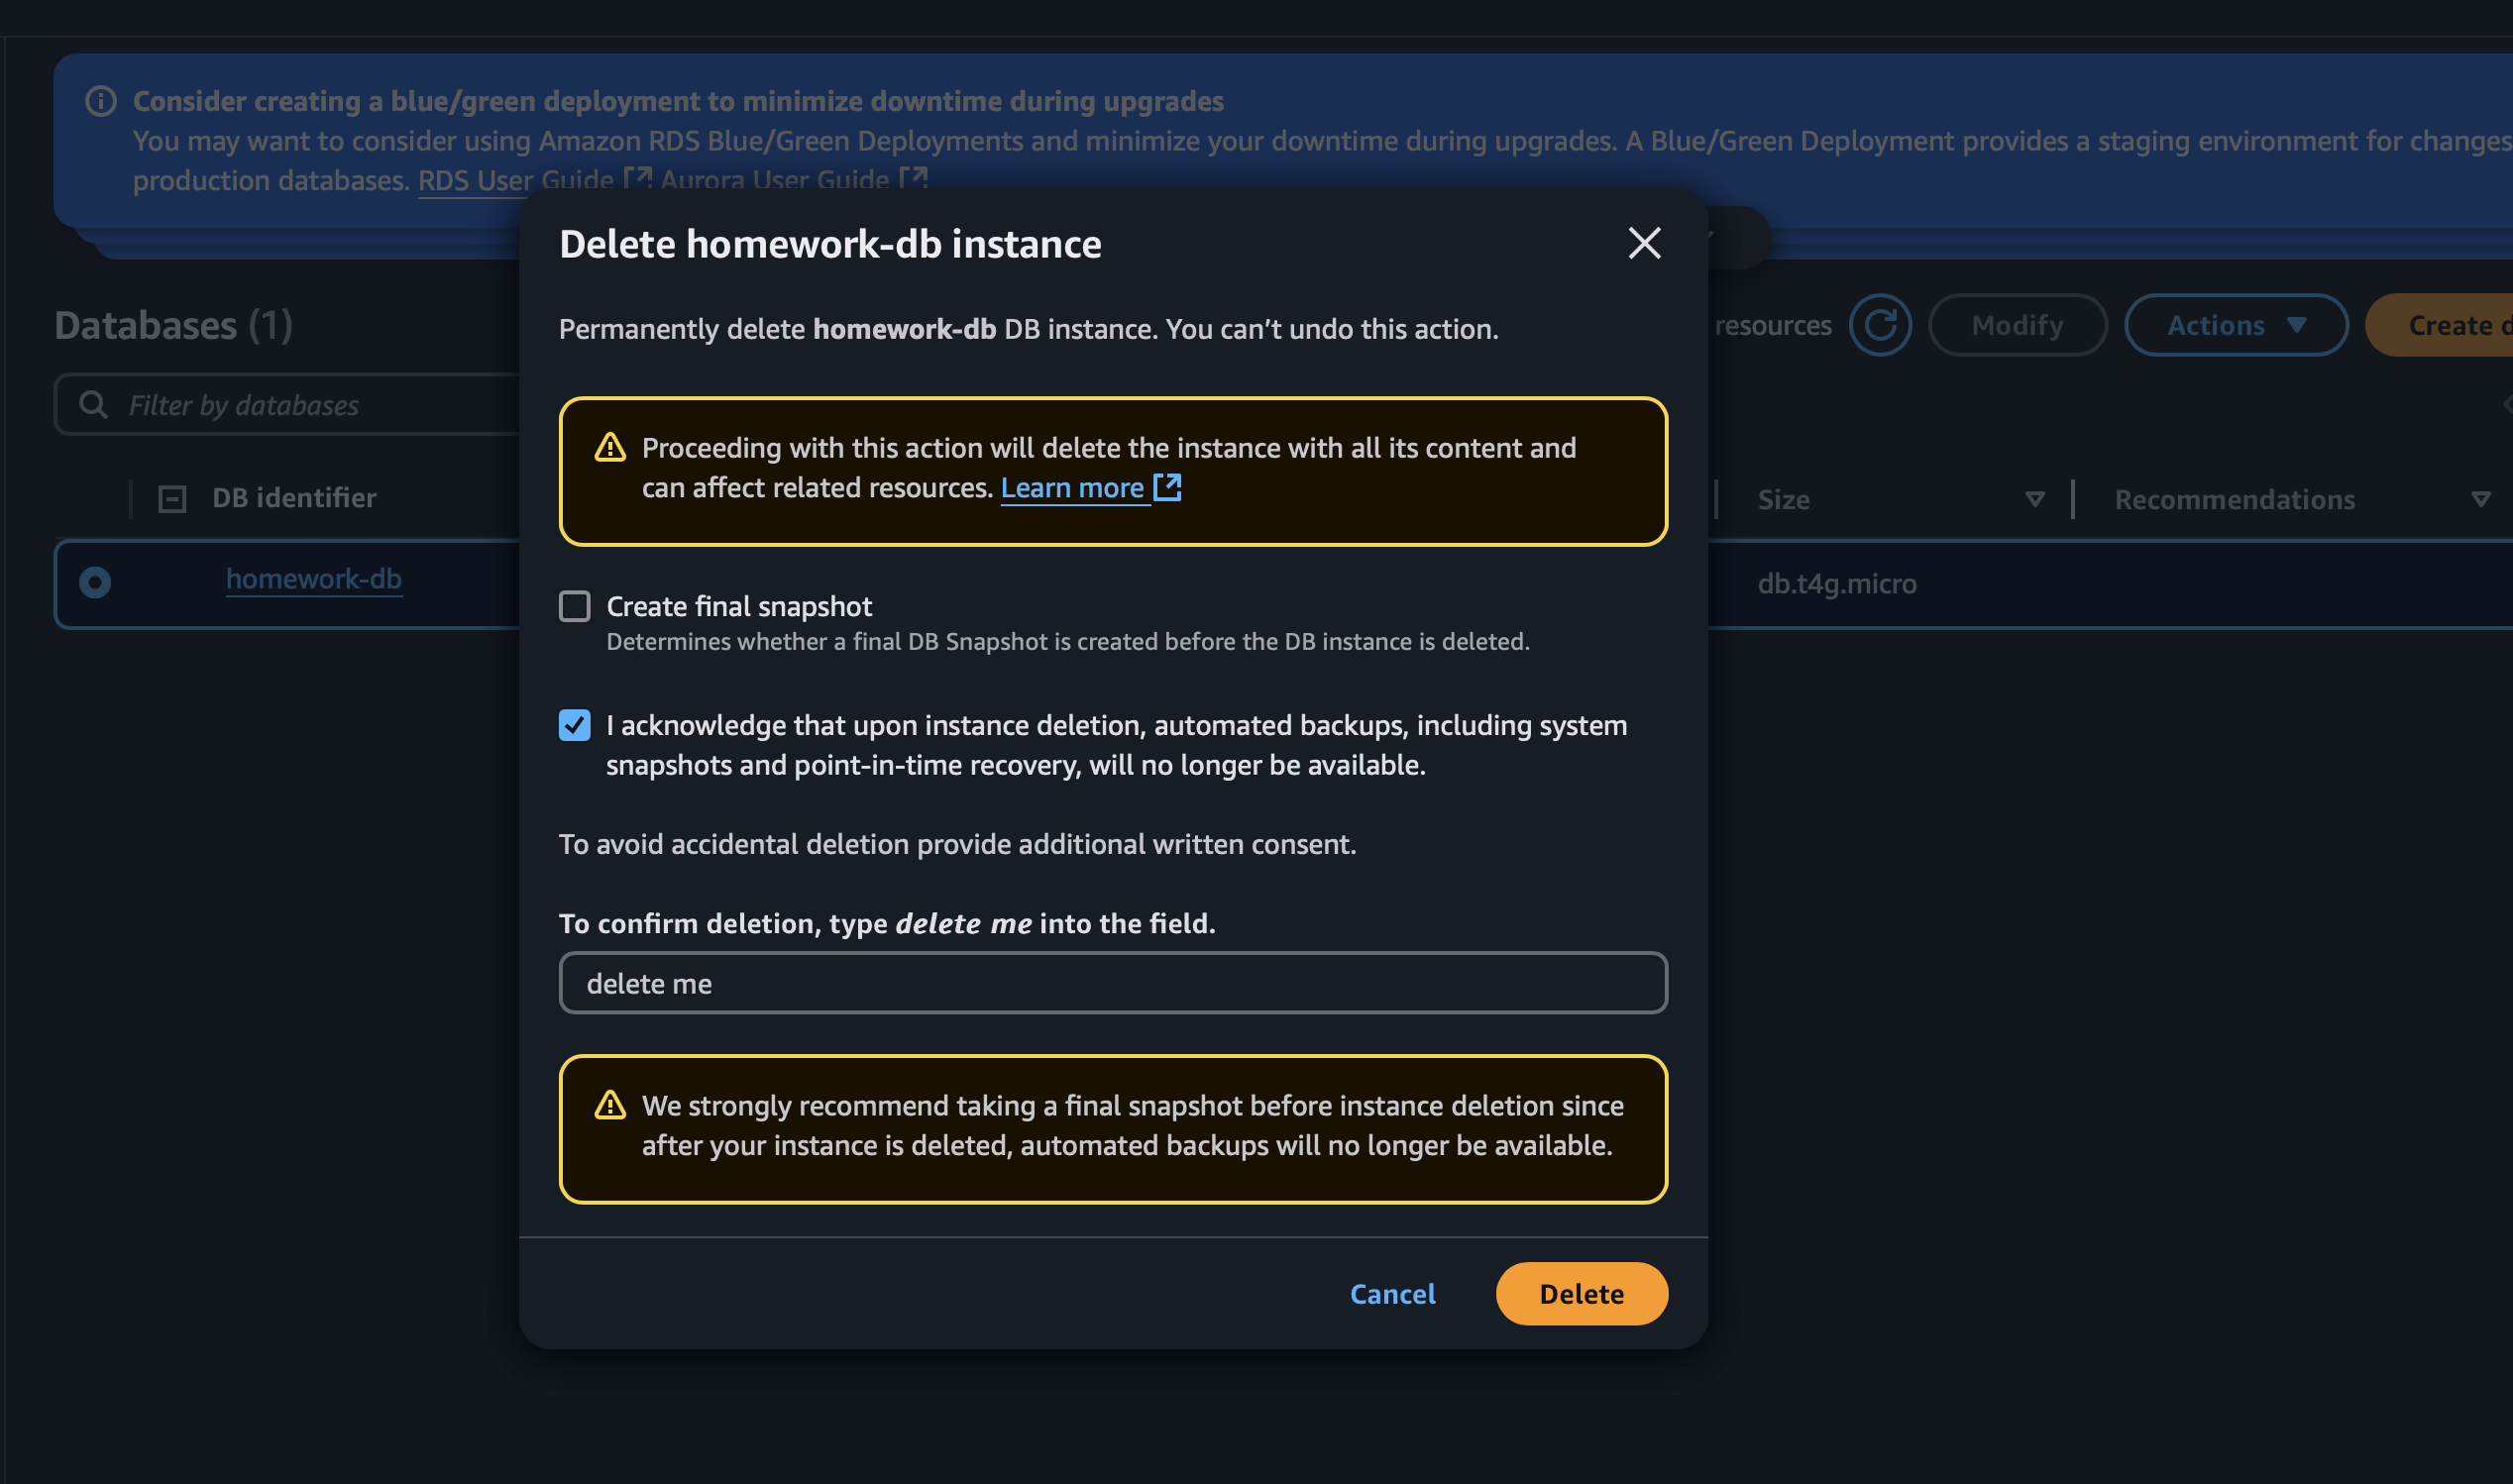 Consider creating a blue/green deployment to minimize downtime during upgrades
You may want to consider using Amazon RDS Blue/Green Deployments and minimize your downtime during upgrades. A Blue/Green Deployment provides a staging environment for changes
production databases. RDS User Guide Aurora User Guide
Delete homework-db instance
Permanently delete homework-db DB instance. You can’t undo this action.
Proceeding with this action will delete the instance with all its content and
can affect related resources. Learn more
Create final snapshot
Determines whether a final DB Snapshot is created before the DB instance is deleted.
I acknowledge that upon instance deletion, automated backups, including system
snapshots and point-in-time recovery, will no longer be available.
To avoid accidental deletion provide additional written consent.
To confirm deletion, type delete me into the field.
delete me
We strongly recommend taking a final snapshot before instance deletion since
after your instance is deleted, automated backups will no longer be available.
Cancel
Delete
Databases (1)
resources
Modify
Actions
Create
Filter by databases
DB identifier
Size
Recommendations
homework-db
db.t4g.micro